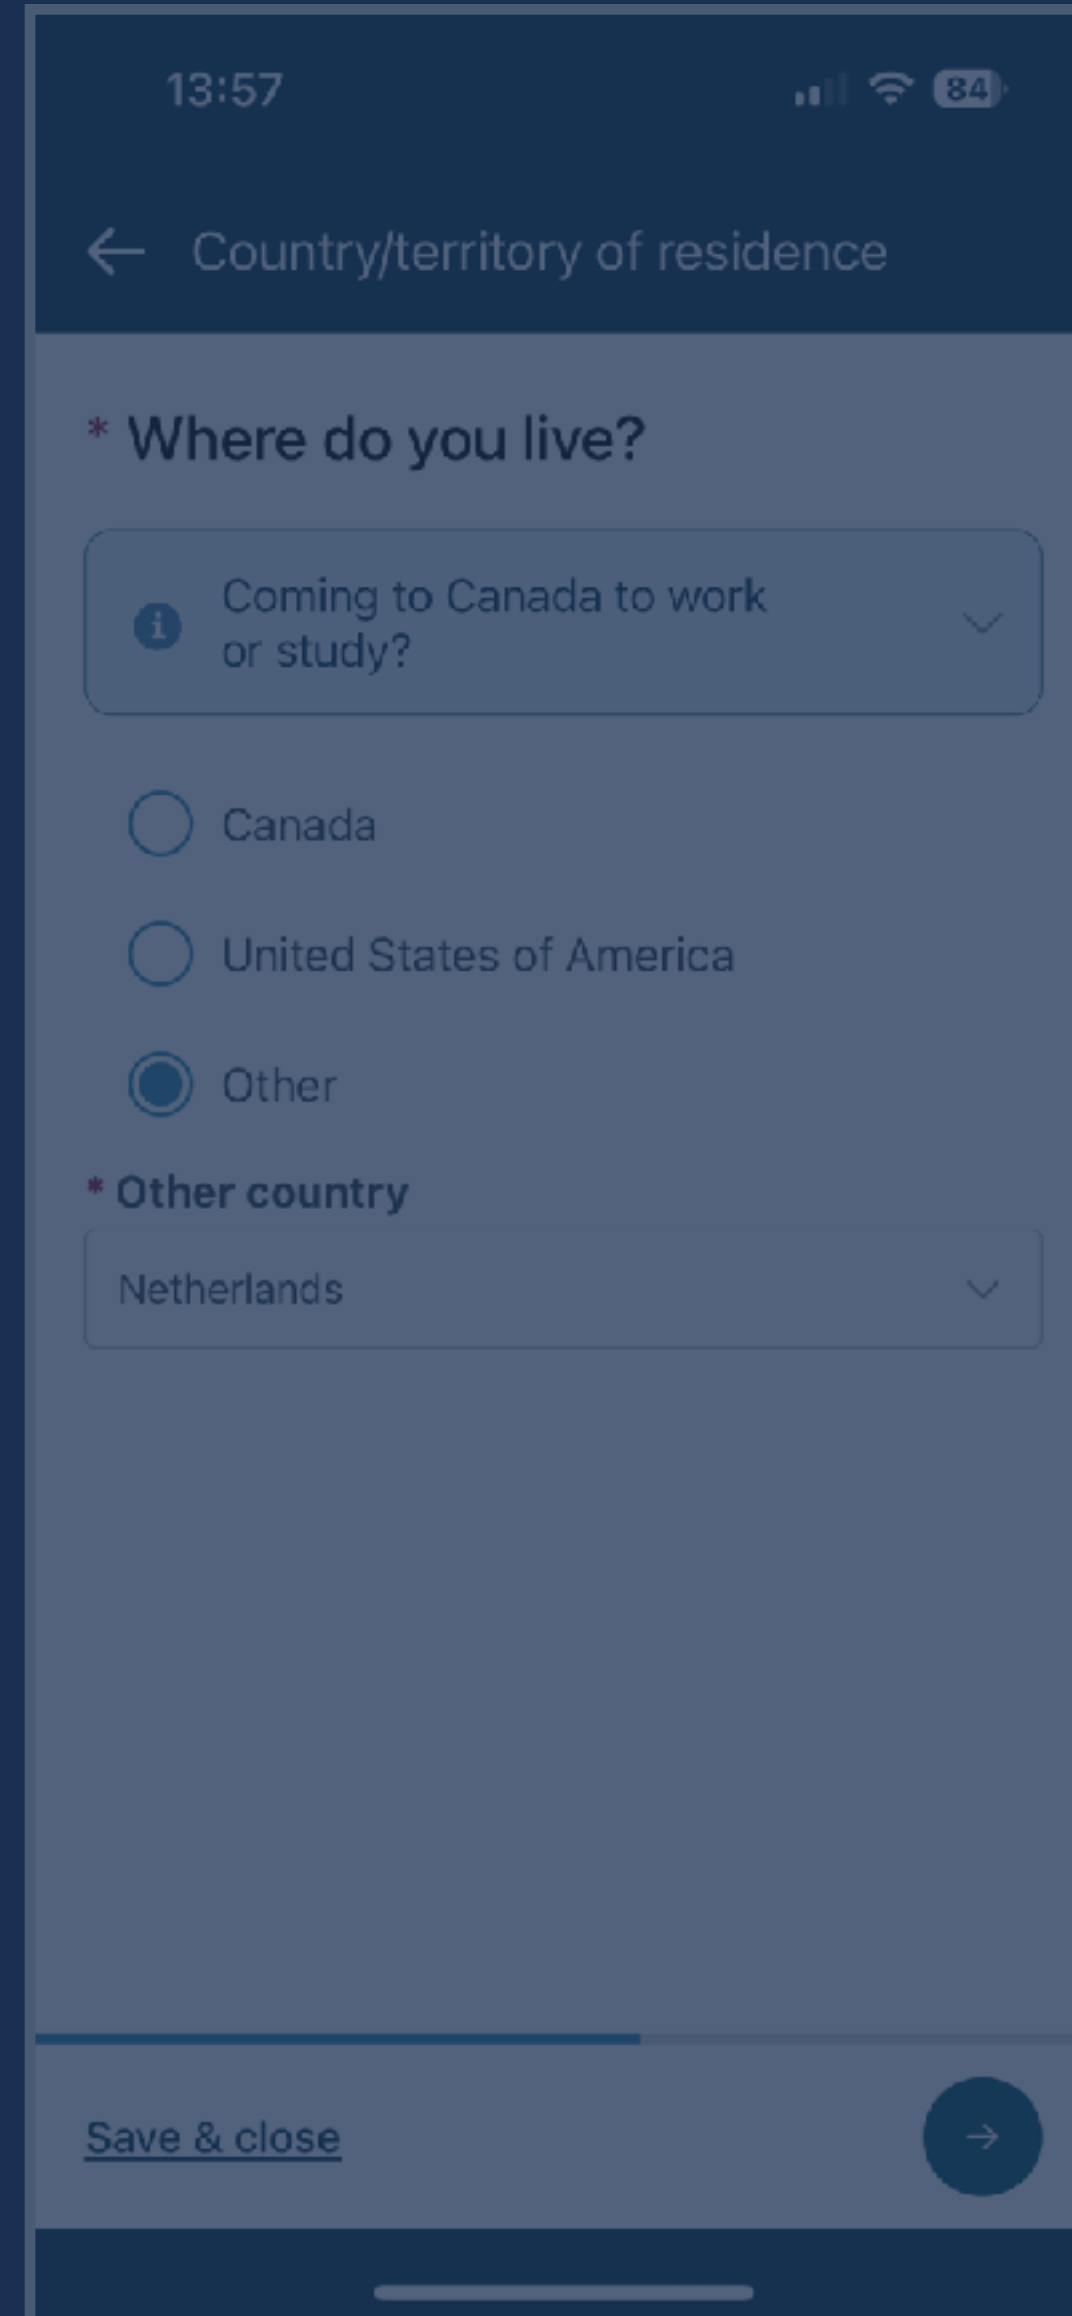 13:57
84
Country/territory of residence
* Where do you live?
Coming to Canada to work
or study?
Canada
United States of America
Other
* Other country
Netherlands
Save & close